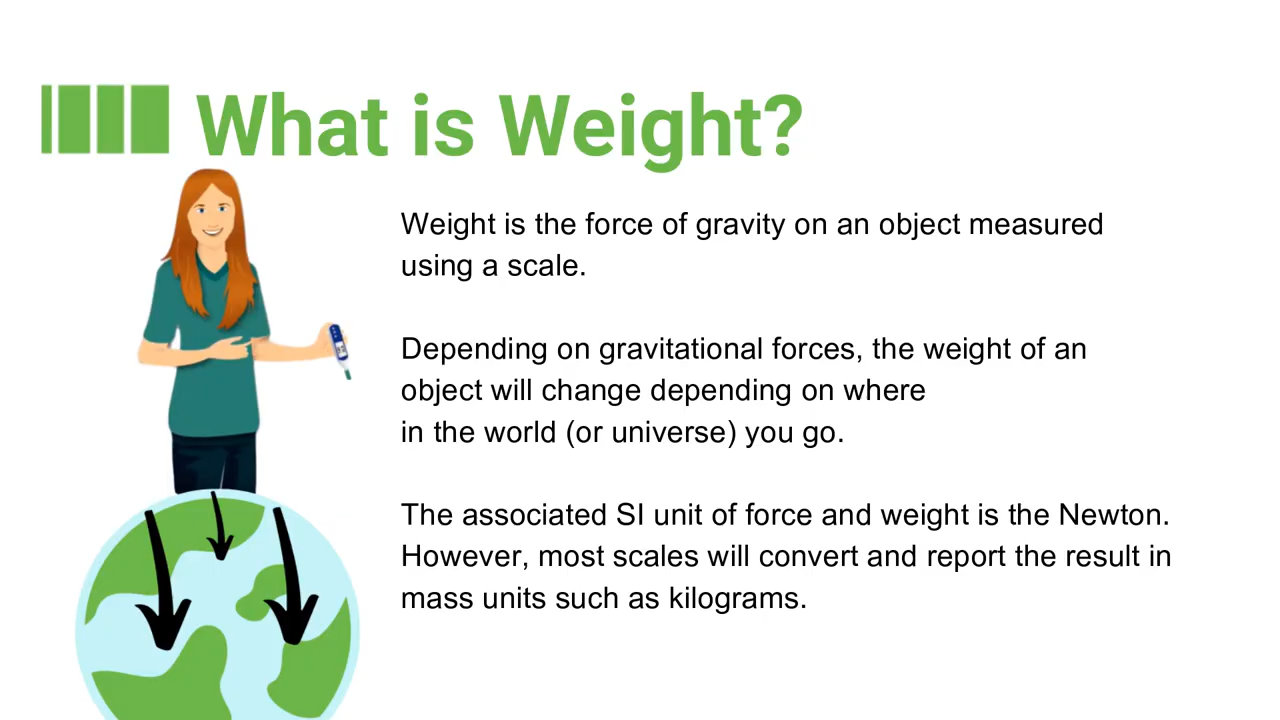 What is Weight?
Weight is the force of gravity on an object measured
using a scale.
Depending on gravitational forces, the weight of an
object will change depending on where
in the world (or universe) you go.
The associated SI unit of force and weight is the Newton.
However, most scales will convert and report the result in
mass units such as kilograms.